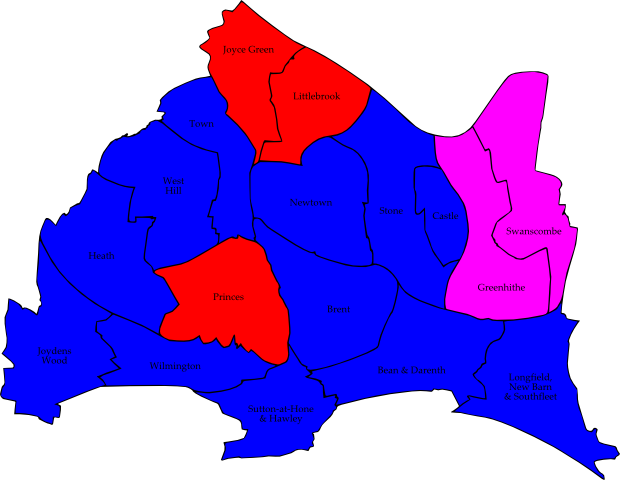 Joyce Green
Littlebrook
Town
West
Hill
Newtown
Stone
Castle
Swanscombe
Heath
Greenhithe
Princes
Brent
Joydens
Wood
Wilmington
Bean & Darenth
Longfield,
New Barn
& Southfleet
Sutton-at-Hone
& Hawley